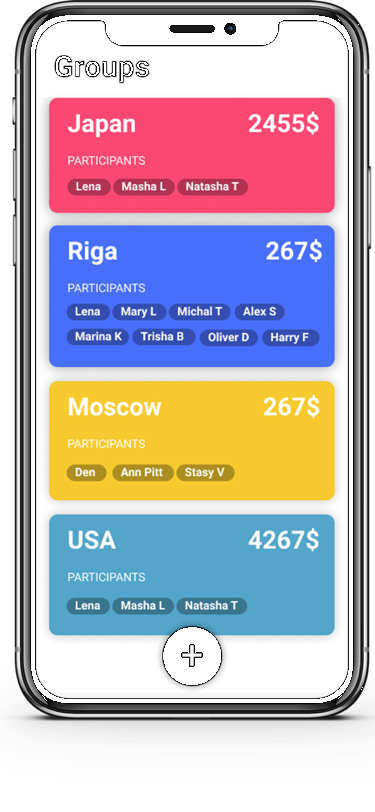 Groups
Japan 2455$
PARTICIPANTS
Lena Masha L Natasha T
Riga 267$
PARTICIPANTS
Lena Mary L Michal T Alex S
Marina K Trisha B Oliver D Harry F
Moscow 267$
PARTICIPANTS
Den Ann Pitt Stasy V
USA 4267$
PARTICIPANTS
Lena Masha L Natasha T